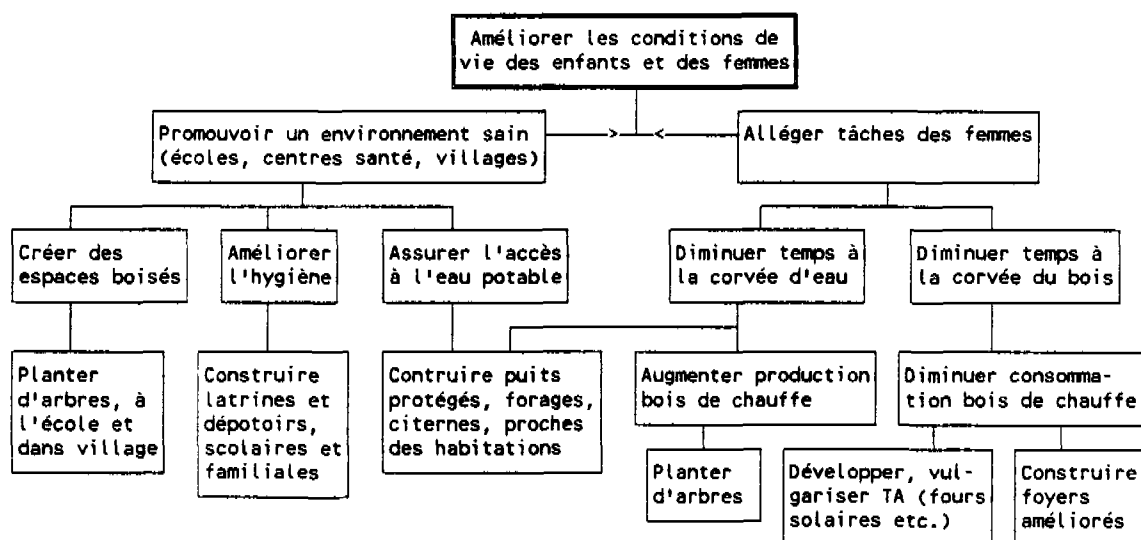 Améliorer les conditions de
vie des enfants et des femmes
Promouvoir un environnement sain
(écoles, centres santé, villages)
> <
Alléger tâches des femmes
Créer des
espaces boisés
Améliorer
l'hygiène
Assurer l'accès
à l'eau potable
Diminuer temps à
la corvée d'eau
Diminuer temps à
la corvée du bois
Planter
d'arbres, à
l'école et
dans village
Construire
latrines et
dépotoirs,
scolaires et
familiales
Contruire puits
protégés, forages,
citernes, proches
des habitations
Augmenter production
bois de chauffe
Diminuer consomma-
tion bois de chauffe
Planter
d'arbres
Développer, vul-
gariser TA (fours
solaires etc.)
Construire
foyers
améliorés